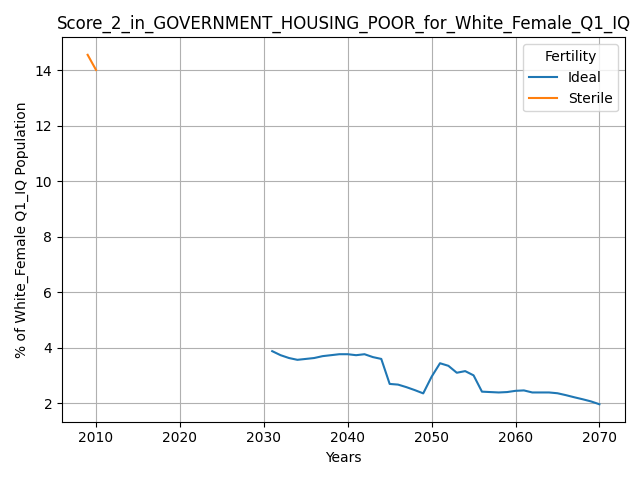 Score_2_in_GOVERNMENT_HOUSING_POOR_for_White_Female_Q1_IQ
Fertility
Ideal
Sterile
% of White_Female Q1_IQ Population
14
12
10
8
6
4
2
2010
2020
2030
2040
2050
2060
2070
Years